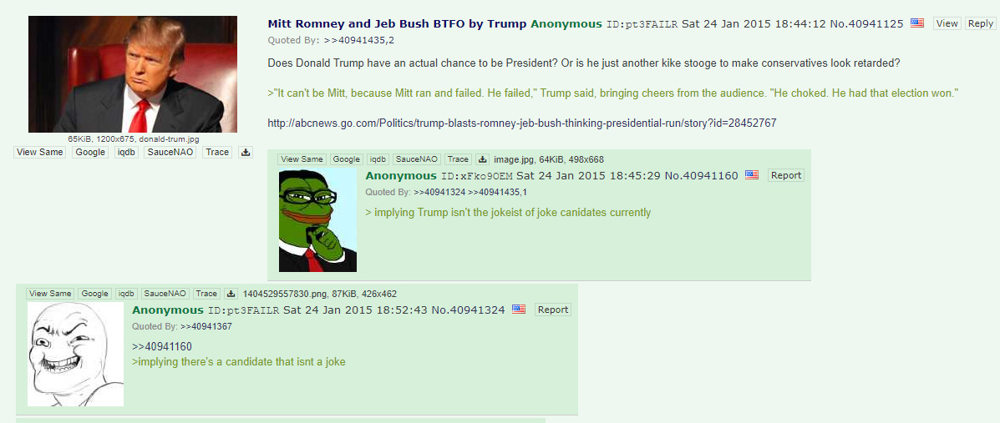 Mitt Romney and Jeb Bush BTFO by Trump Anonymous ID:pt3FAILR Sat 24 Jan 2015 18:44:12 No.40941125 View Reply
Quoted By: >>40941435,2
Does Donald Trump have an actual chance to be President? Or is he just another kike stooge to make conservatives look retarded?
>"It can't be Mitt, because Mitt ran and failed. He failed," Trump said, bringing cheers from the audience. "He choked. He had that election won."
http://abcnews.go.com/Politics/trump-blasts-romney-jeb-bush-thinking-presidential-run/story?id=28452767
65KiB, 1200x675, donald-trum.jpg
View Same Google iqdb SauceNAO Trace
View Same Google iqdb SauceNAO Trace image.jpg, 64KiB, 498x668
Anonymous ID:xFko9OEM Sat 24 Jan 2015 18:45:29 No.40941160 Report
Quoted By: >>40941324 >>40941435,1
> implying Trump isn't the jokeist of joke canidates currently
View Same Google iqdb SauceNAO Trace 1404529557830.png, 87KiB, 426x462
Anonymous ID:pt3FAILR Sat 24 Jan 2015 18:52:43 No.40941324 Report
Quoted By: >>40941367
>>40941160
>implying there's a candidate that isnt a joke